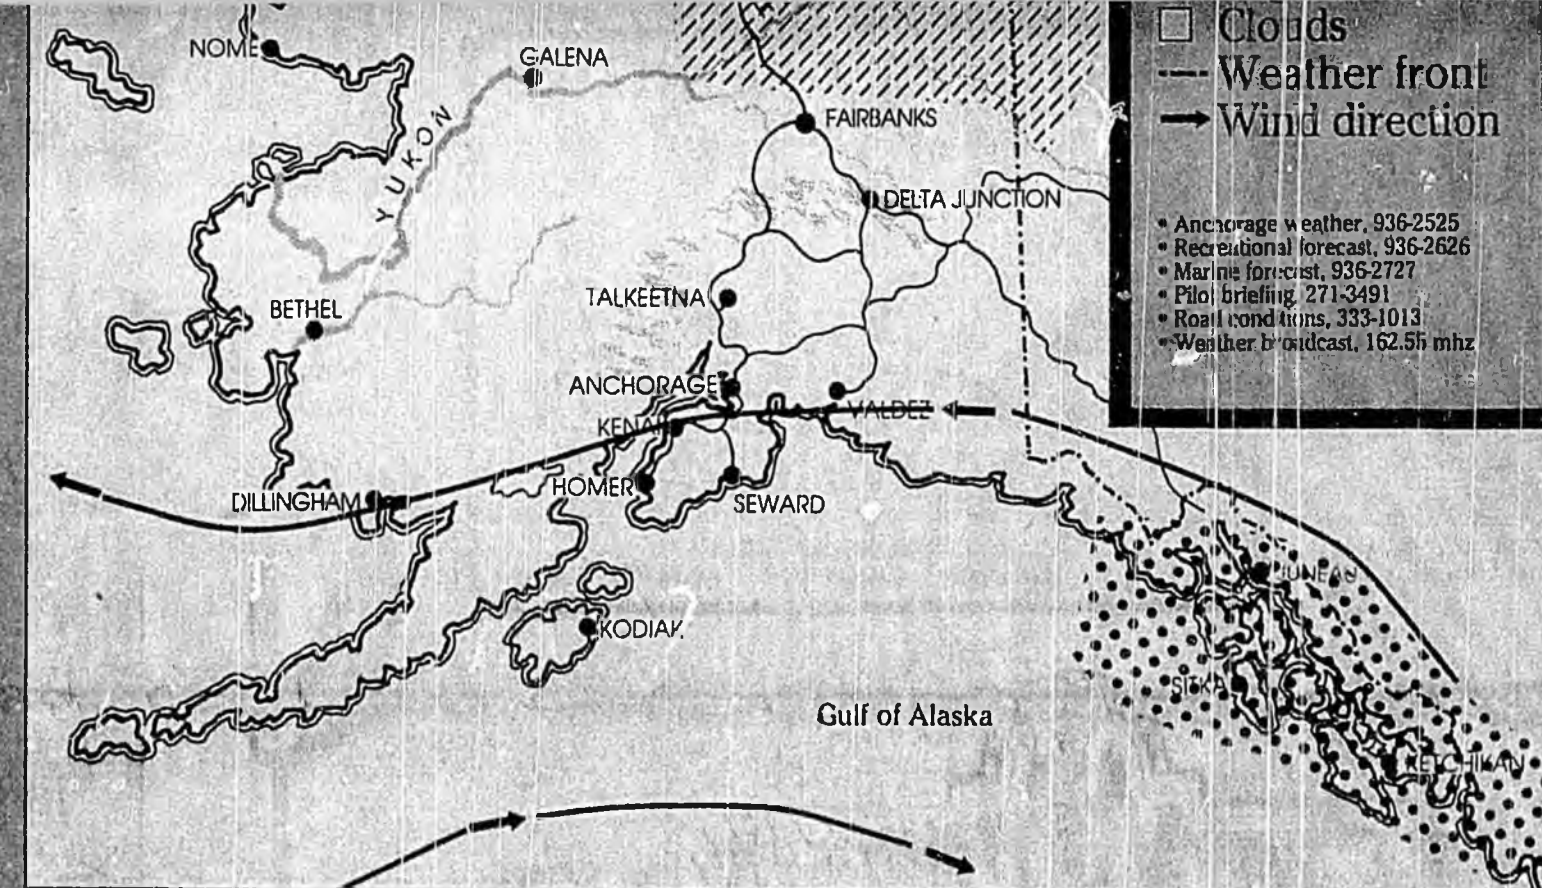 Clouds
Weather front
Wind direction
• Anchorage weather, 936-2525
• Recreational forecast, 936-2626
• Marine forecast, 936-2727
• Pilot briefing, 271-3491
• Road conditions, 333-1013
• Weather broadcast, 162.55 mhz
NOME
GALENA
YUKON
FAIRBANKS
DELTA JUNCTION
TALKEETNA
BETHEL
ANCHORAGE
VALDEZ
KENAI
HOMER
DILLINGHAM
SEWARD
JUNEAU
KODIAK
SITKA
Gulf of Alaska
KETCHIKAN